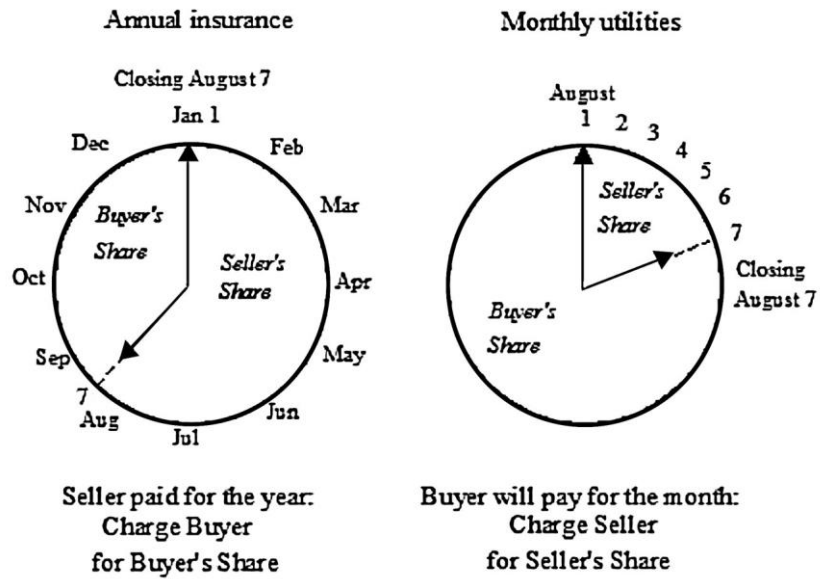 Annual insurance
Closing August 7
Jan 1
Feb
Mar
Apr
May
Jun
Jul
Aug
7
Sep
Oct
Nov
Dec
Buyer's
Share
Seller's
Share
Seller paid for the year:
Charge Buyer
for Buyer's Share
Monthly utilities
August
1
2
3
4
5
6
7
Closing
August 7
Seller's
Share
Buyer's
Share
Buyer will pay for the month:
Charge Seller
for Seller's Share